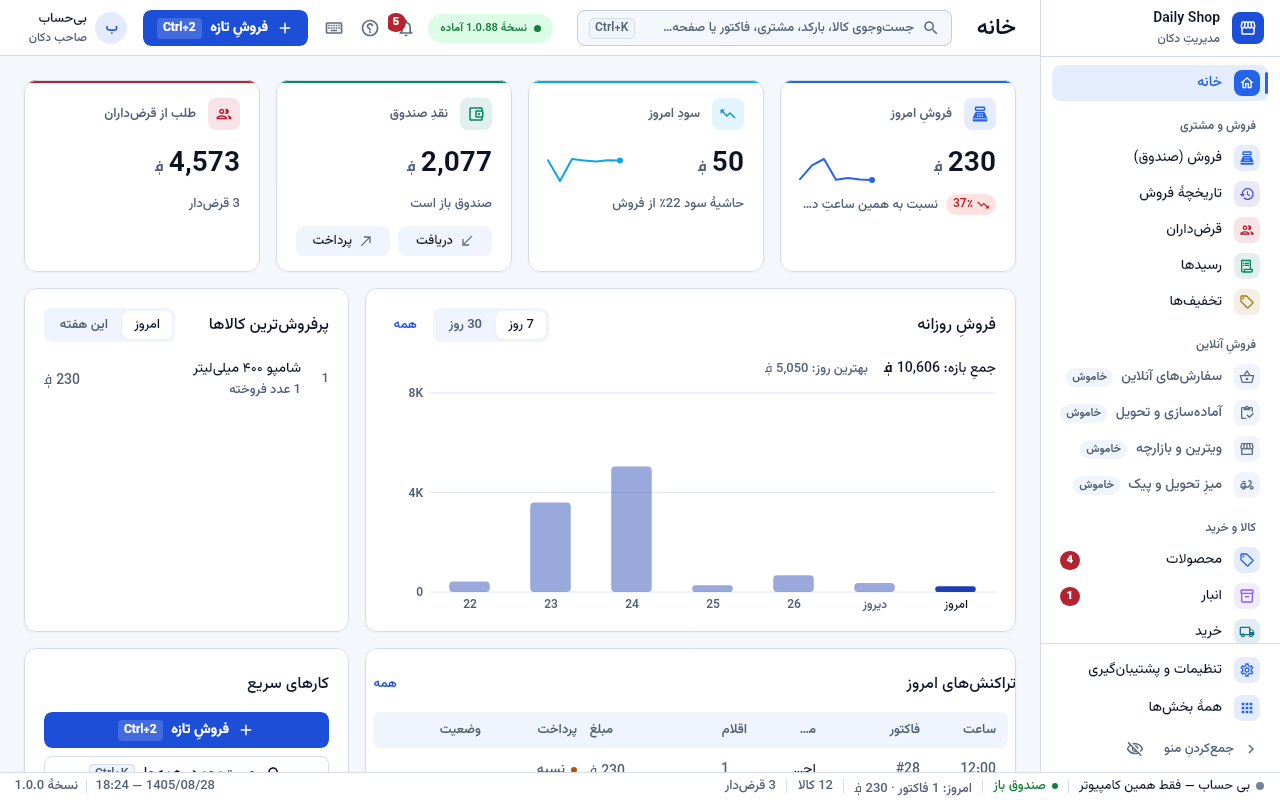 Daily Shop
مدیریتِ دکان
خانه
فروش و مشتری
فروش (صندوق)
تاریخچهٔ فروش
قرض‌داران
رسیدها
تخفیف‌ها
فروشِ آنلاین
سفارش‌های آنلاین خاموش
آماده‌سازی و تحویل خاموش
ویترین و بازارچه خاموش
میزِ تحویل و پیک خاموش
کالا و خرید
محصولات 4
انبار 1
خرید
تنظیمات و پشتیبان‌گیری
همهٔ بخش‌ها
جمع‌کردنِ منو
خانه
جست‌وجوی کالا، بارکد، مشتری، فاکتور یا صفحه... Ctrl+K
نسخهٔ 1.0.88 آماده
5
فروشِ تازه Ctrl+2
بی‌حساب
صاحب دکان
ب
فروشِ امروز
230 ؋
37٪ نسبت به همین ساعتِ د...
سودِ امروز
50 ؋
حاشیهٔ سود 22٪ از فروش
نقدِ صندوق
2,077 ؋
صندوق باز است
دریافت
پرداخت
طلب از قرض‌داران
4,573 ؋
3 قرض‌دار
فروشِ روزانه
7 روز
30 روز
همه
جمعِ بازه: 10,606 ؋
بهترین روز: 5,050 ؋
8K
4K
0
22
23
24
25
26
دیروز
امروز
پرفروش‌ترین کالاها
امروز
این هفته
1
شامپو ۴۰۰ میلی‌لیتر
1 عدد فروخته
230 ؋
تراکنش‌های امروز
همه
ساعت
فاکتور
م...
اقلام
مبلغ
پرداخت
وضعیت
12:00
#28
اج...
1
230 ؋
نسیه
کارهای سریع
فروشِ تازه Ctrl+2
Ctrl+K
بی حساب — فقط همین کامپیوتر
صندوق باز
امروز: 1 فاکتور · 230 ؋
12 کالا
3 قرض‌دار
1405/08/28 — 18:24
نسخهٔ 1.0.0